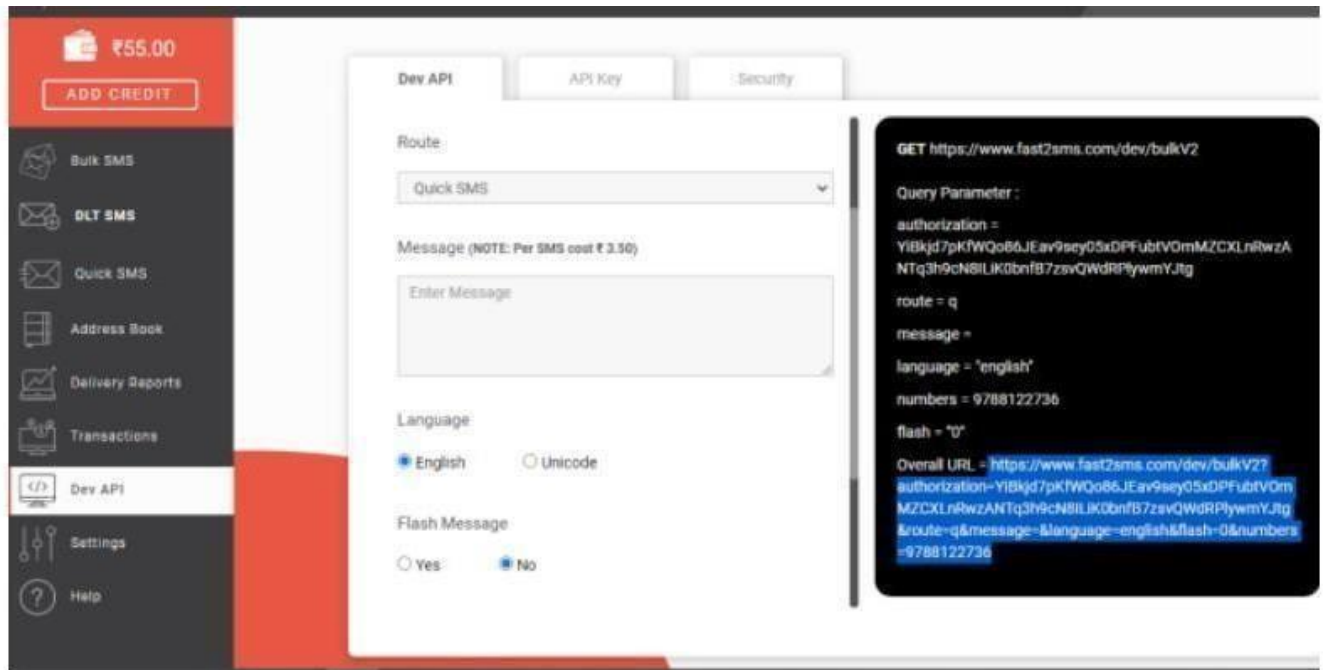 ₹55.00
ADD CREDIT
Bulk SMS
DLT SMS
Quick SMS
Address Book
Delivery Reports
Transactions
Dev API
Settings
Help
Dev API
API Key
Security
Route
Quick SMS
Message (NOTE: Per SMS cost ₹ 3.50)
Enter Message
Language
English
Unicode
Flash Message
Yes
No
GET https://www.fast2sms.com/dev/bulkV2
Query Parameter :
authorization =
route = q
message =
language = "english"
numbers = 9788122736
flash = "0"
Overall URL = https://www.fast2sms.com/dev/bulkV2?
authorization=
&route=q&message=&language=english&flash=0&numbers
=9788122736